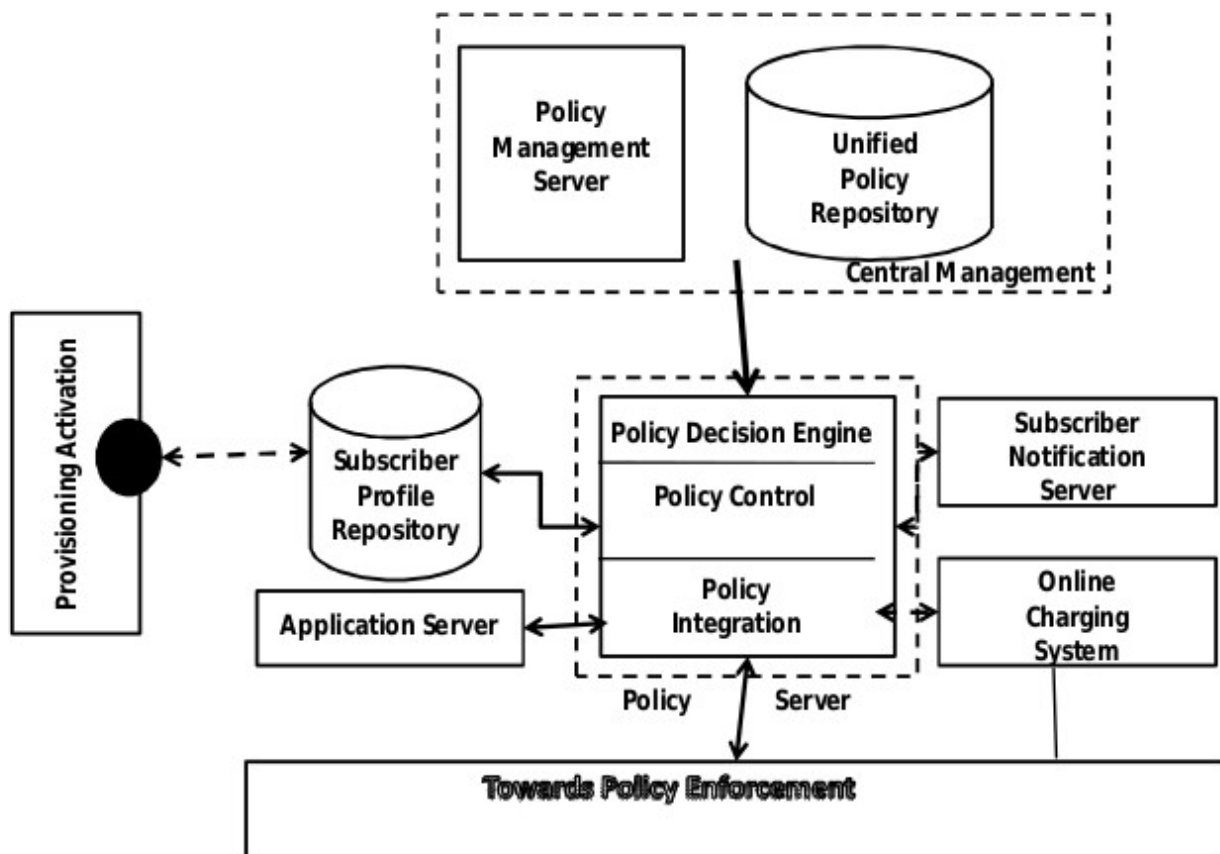 Policy
Management
Server
Unified
Policy
Repository
Central Management
Provisioning Activation
Subscriber
Profile
Repository
Policy Decision Engine
Policy Control
Policy
Integration
Subscriber
Notification
Server
Application Server
Online
Charging
System
Policy Server
Towards Policy Enforcement